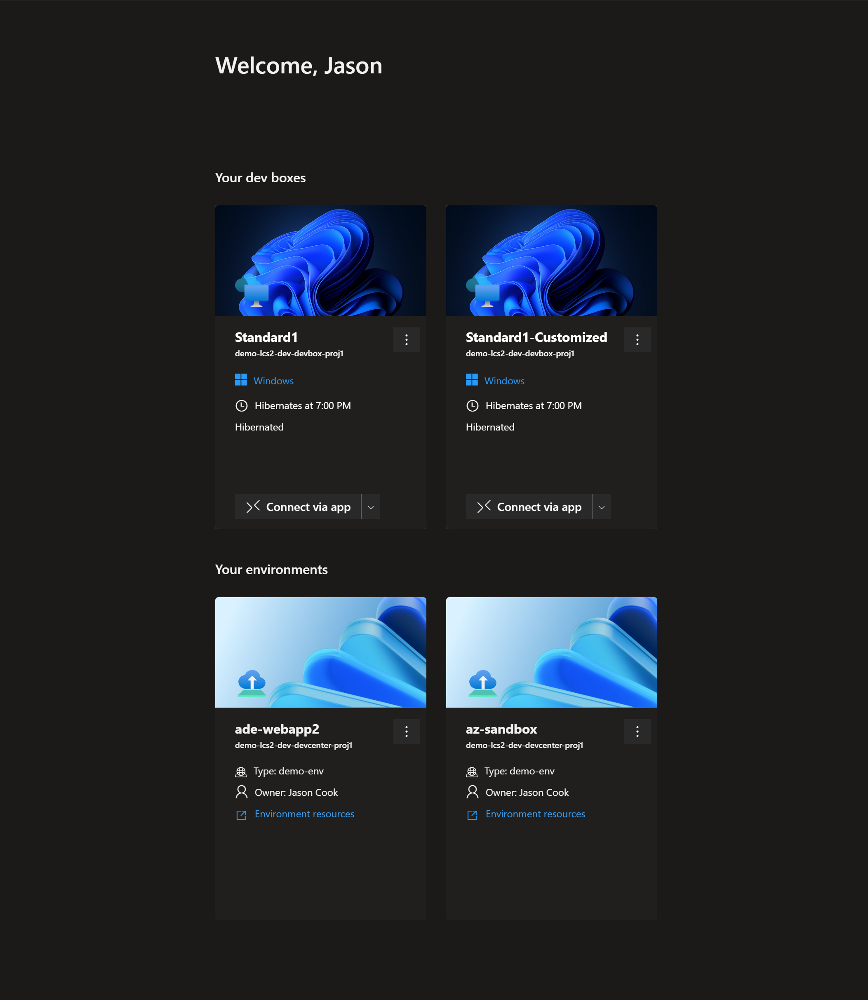 Welcome, Jason
Your dev boxes
Standard1
demo-lcs2-dev-devbox-proj1
Windows
Hibernates at 7:00 PM
Hibernated
Connect via app
Standard1-Customized
demo-lcs2-dev-devbox-proj1
Windows
Hibernates at 7:00 PM
Hibernated
Connect via app
Your environments
ade-webapp2
demo-lcs2-dev-devcenter-proj1
Type: demo-env
Owner: Jason Cook
Environment resources
az-sandbox
demo-lcs2-dev-devcenter-proj1
Type: demo-env
Owner: Jason Cook
Environment resources